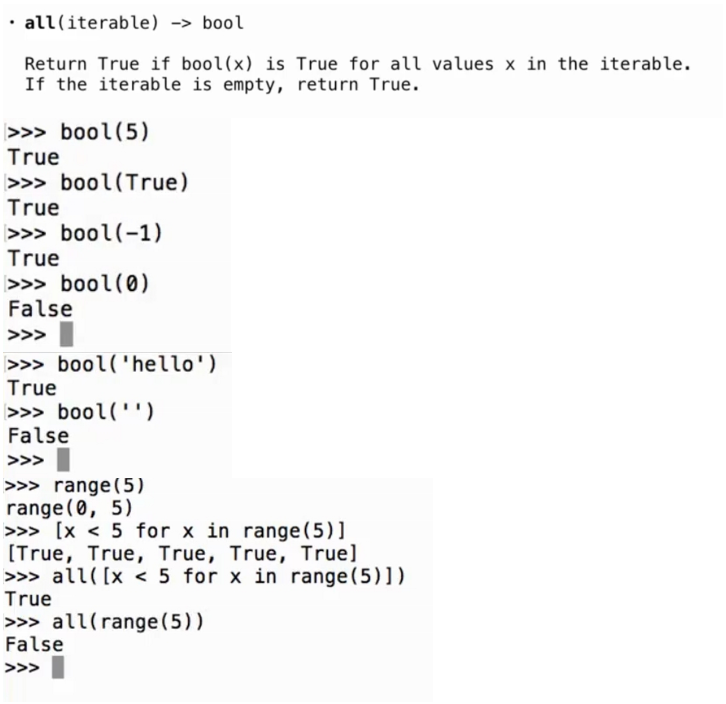 · all(iterable) -> bool
Return True if bool(x) is True for all values x in the iterable.
If the iterable is empty, return True.
>>> bool(5)
True
>>> bool(True)
True
>>> bool(-1)
True
>>> bool(0)
False
>>>
>>> bool('hello')
True
>>> bool('')
False
>>>
>>> range(5)
range(0, 5)
>>> [x < 5 for x in range(5)]
[True, True, True, True, True]
>>> all([x < 5 for x in range(5)])
True
>>> all(range(5))
False
>>>